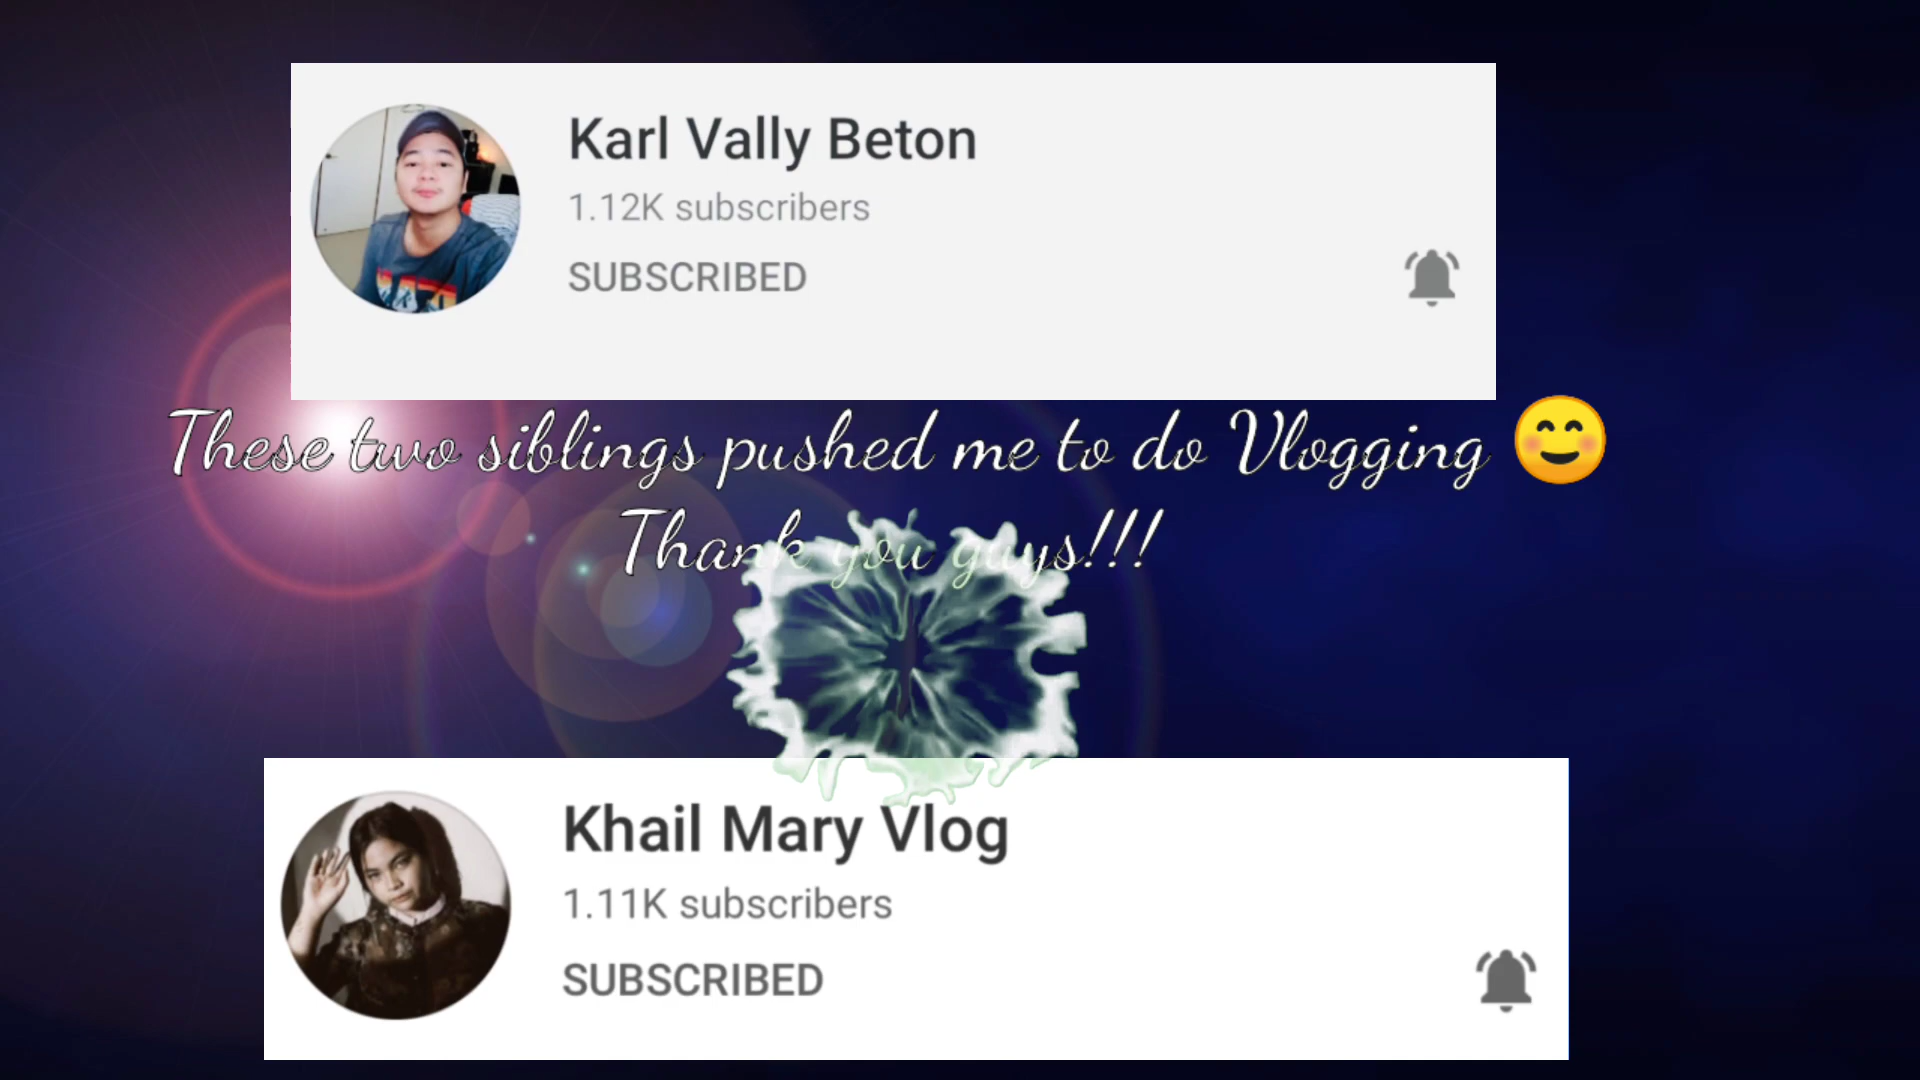 Karl Vally Beton
1.12K subscribers
SUBSCRIBED
These two siblings pushed me to do Vlogging 😊
Thank you guys!!!
Khail Mary Vlog
1.11K subscribers
SUBSCRIBED